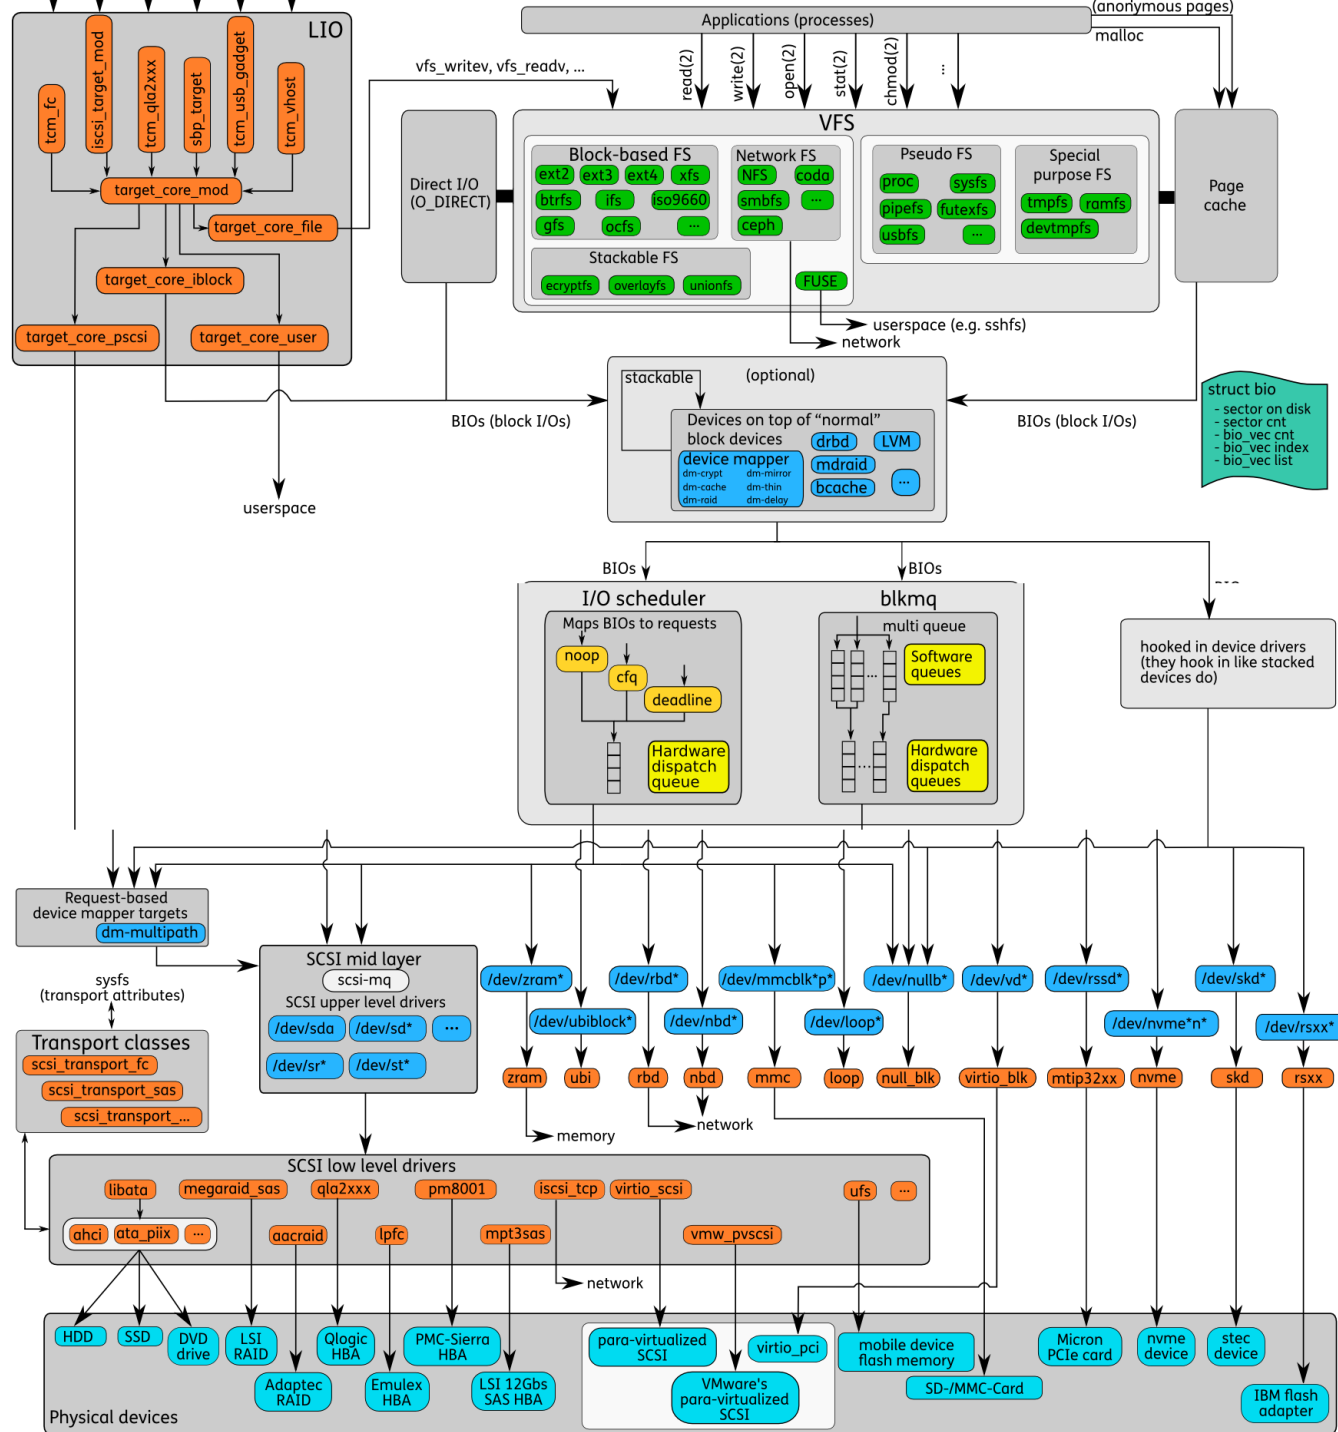 LIO
tcm_fc
iscsi_target_mod
tcm_qla2xxx
sbp_target
tcm_usb_gadget
tcm_vhost
target_core_mod
target_core_file
target_core_iblock
target_core_pscsi
target_core_user
userspace
vfs_writev, vfs_readv, ...
Applications (processes)
(anonymous pages)
malloc
read(2)
write(2)
open(2)
stat(2)
chmod(2)
...
Direct I/O
(O_DIRECT)
VFS
Block-based FS
ext2
ext3
ext4
xfs
btrfs
ifs
iso9660
gfs
ocfs
...
Network FS
NFS
coda
smbfs
...
ceph
Pseudo FS
proc
sysfs
pipefs
futexfs
usbfs
...
Special
purpose FS
tmpfs
ramfs
devtmpfs
Stackable FS
ecryptfs
overlayfs
unionfs
FUSE
userspace (e.g. sshfs)
network
Page
cache
stackable
(optional)
BIOs (block I/Os)
BIOs (block I/Os)
Devices on top of “normal”
block devices
drbd
LVM
device mapper
dm-crypt
dm-mirror
dm-cache
dm-thin
dm-raid
dm-delay
mdraid
bcache
...
struct bio
- sector on disk
- sector cnt
- bio_vec cnt
- bio_vec index
- bio_vec list
BIOs
BIOs
I/O scheduler
Maps BIOs to requests
noop
cfq
deadline
Hardware
dispatch
queue
blkmq
multi queue
Software
queues
...
Hardware
dispatch
queues
...
hooked in device drivers
(they hook in like stacked
devices do)
Request-based
device mapper targets
dm-multipath
sysfs
(transport attributes)
Transport classes
scsi_transport_fc
scsi_transport_sas
scsi_transport_...
SCSI mid layer
scsi-mq
SCSI upper level drivers
/dev/sda
/dev/sd*
...
/dev/sr*
/dev/st*
/dev/zram*
/dev/rbd*
/dev/mmcblk*p*
/dev/nullb*
/dev/vd*
/dev/rssd*
/dev/skd*
/dev/ubiblock*
/dev/nbd*
/dev/loop*
/dev/nvme*n*
/dev/rsxx*
zram
ubi
rbd
nbd
mmc
loop
null_blk
virtio_blk
mtip32xx
nvme
skd
rsxx
memory
network
SCSI low level drivers
libata
megaraid_sas
qla2xxx
pm8001
iscsi_tcp
virtio_scsi
ufs
...
ahci
ata_piix
...
aacraid
lpfc
mpt3sas
vmw_pvscsi
network
HDD
SSD
DVD
drive
LSI
RAID
Qlogic
HBA
PMC-Sierra
HBA
para-virtualized
SCSI
virtio_pci
mobile device
flash memory
Micron
PCIe card
nvme
device
stec
device
Adaptec
RAID
Emulex
HBA
LSI 12Gbs
SAS HBA
VMware's
para-virtualized
SCSI
SD-/MMC-Card
IBM flash
adapter
Physical devices